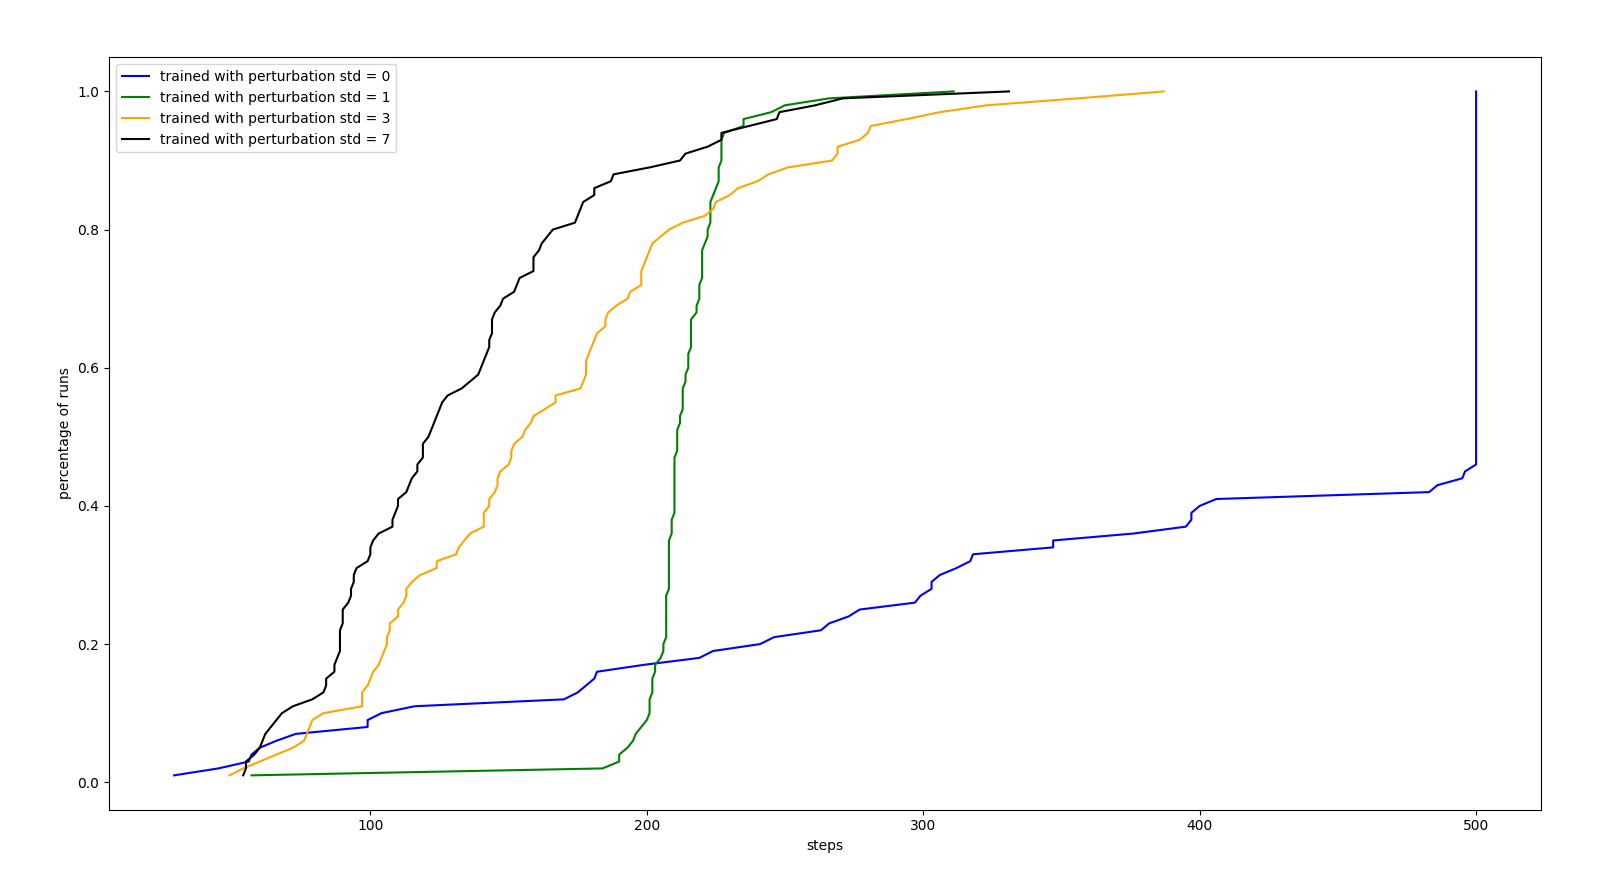 trained with perturbation std = 0
trained with perturbation std = 1
trained with perturbation std = 3
trained with perturbation std = 7
1.0
0.8
0.6
0.4
0.2
0.0
percentage of runs
100 200 300 400 500
steps